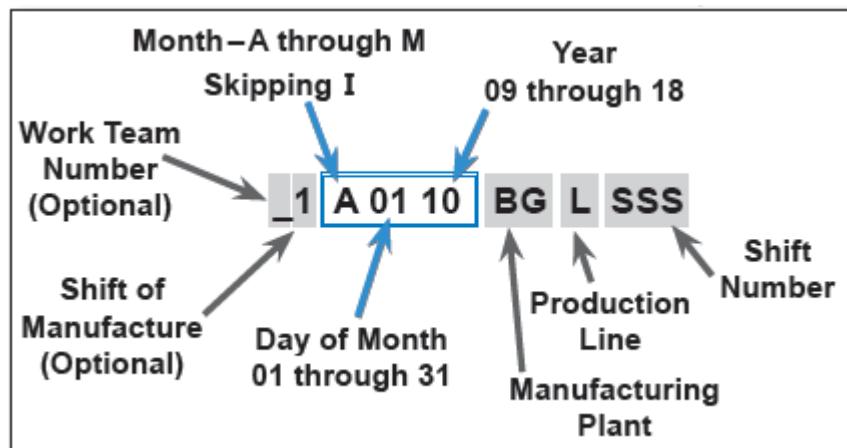 Month–A through M
Skipping I
Year
09 through 18
Work Team
Number
(Optional)
_1 A 01 10 BG L SSS
Shift of
Manufacture
(Optional)
Day of Month
01 through 31
Production
Line
Shift
Number
Manufacturing
Plant